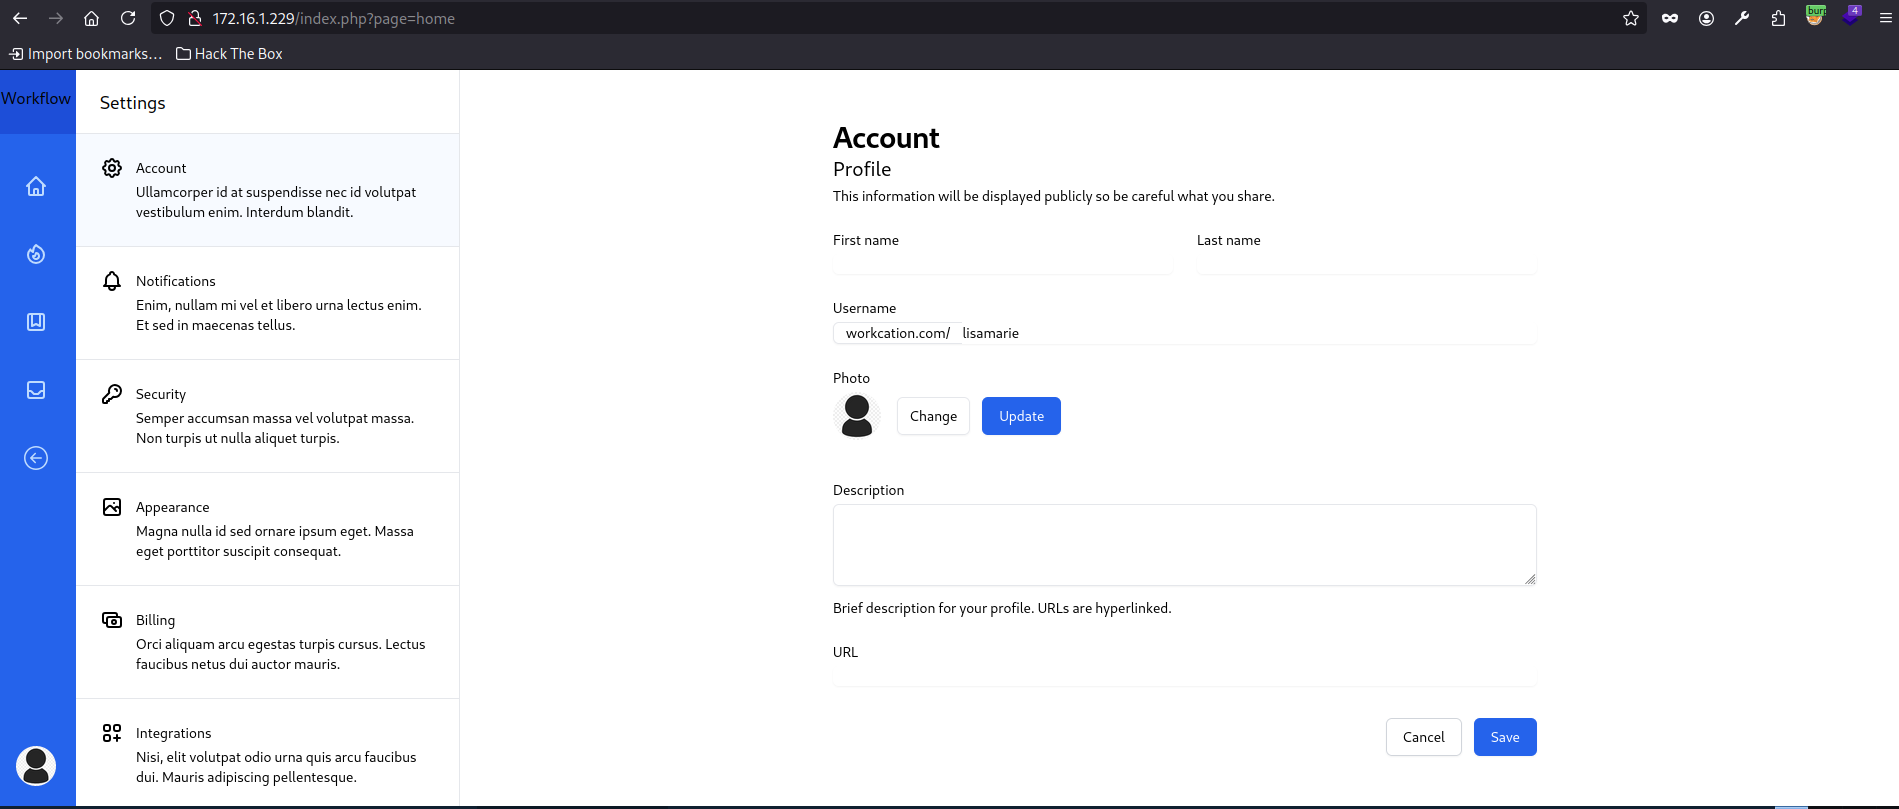 172.16.1.229/index.php?page=home
burp
4
Import bookmarks...
Hack The Box
Workflow
Settings
Account
Ullamcorper id at suspendisse nec id volutpat
vestibulum enim. Interdum blandit.
Notifications
Enim, nullam mi vel et libero urna lectus enim.
Et sed in maecenas tellus.
Security
Semper accumsan massa vel volutpat massa.
Non turpis ut nulla aliquet turpis.
Appearance
Magna nulla id sed ornare ipsum eget. Massa
eget porttitor suscipit consequat.
Billing
Orci aliquam arcu egestas turpis cursus. Lectus
faucibus netus dui auctor mauris.
Integrations
Nisi, elit volutpat odio urna quis arcu faucibus
dui. Mauris adipiscing pellentesque.
Account
Profile
This information will be displayed publicly so be careful what you share.
First name Last name
Username
workcation.com/ lisamarie
Photo
Change Update
Description
Brief description for your profile. URLs are hyperlinked.
URL
Cancel Save